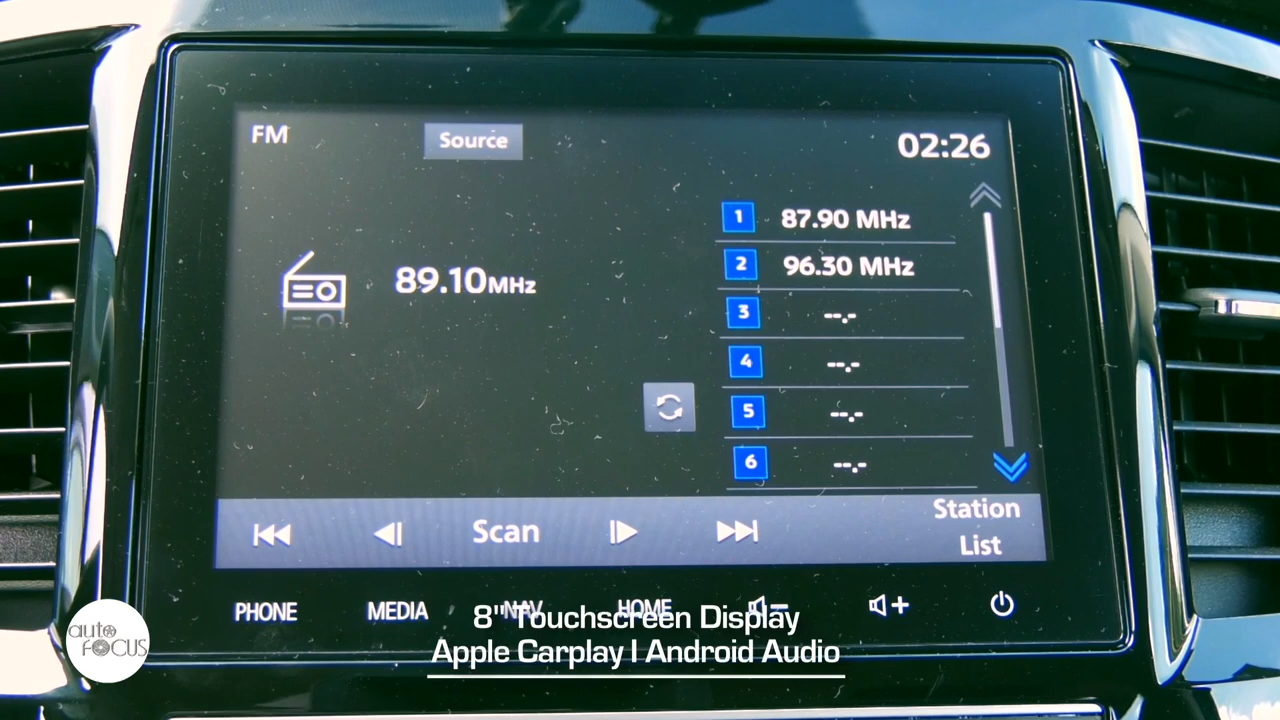 FM
Source
02:26
89.10MHz
1 87.90 MHz
2 96.30 MHz
3 --.-
4 --.-
5 --.-
6 --.-
Scan
Station
List
PHONE MEDIA NAV HOME
8" Touchscreen Display
Apple Carplay | Android Audio
auto
FOCUS